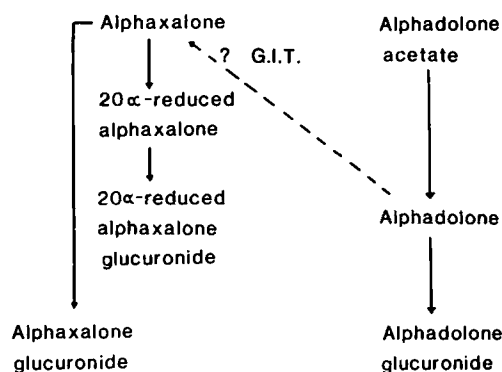 Alphaxalone
? G.I.T.
20α-reduced
alphaxalone
20α-reduced
alphaxalone
glucuronide
Alphaxalone
glucuronide
Alphadolone
acetate
Alphadolone
Alphadolone
glucuronide